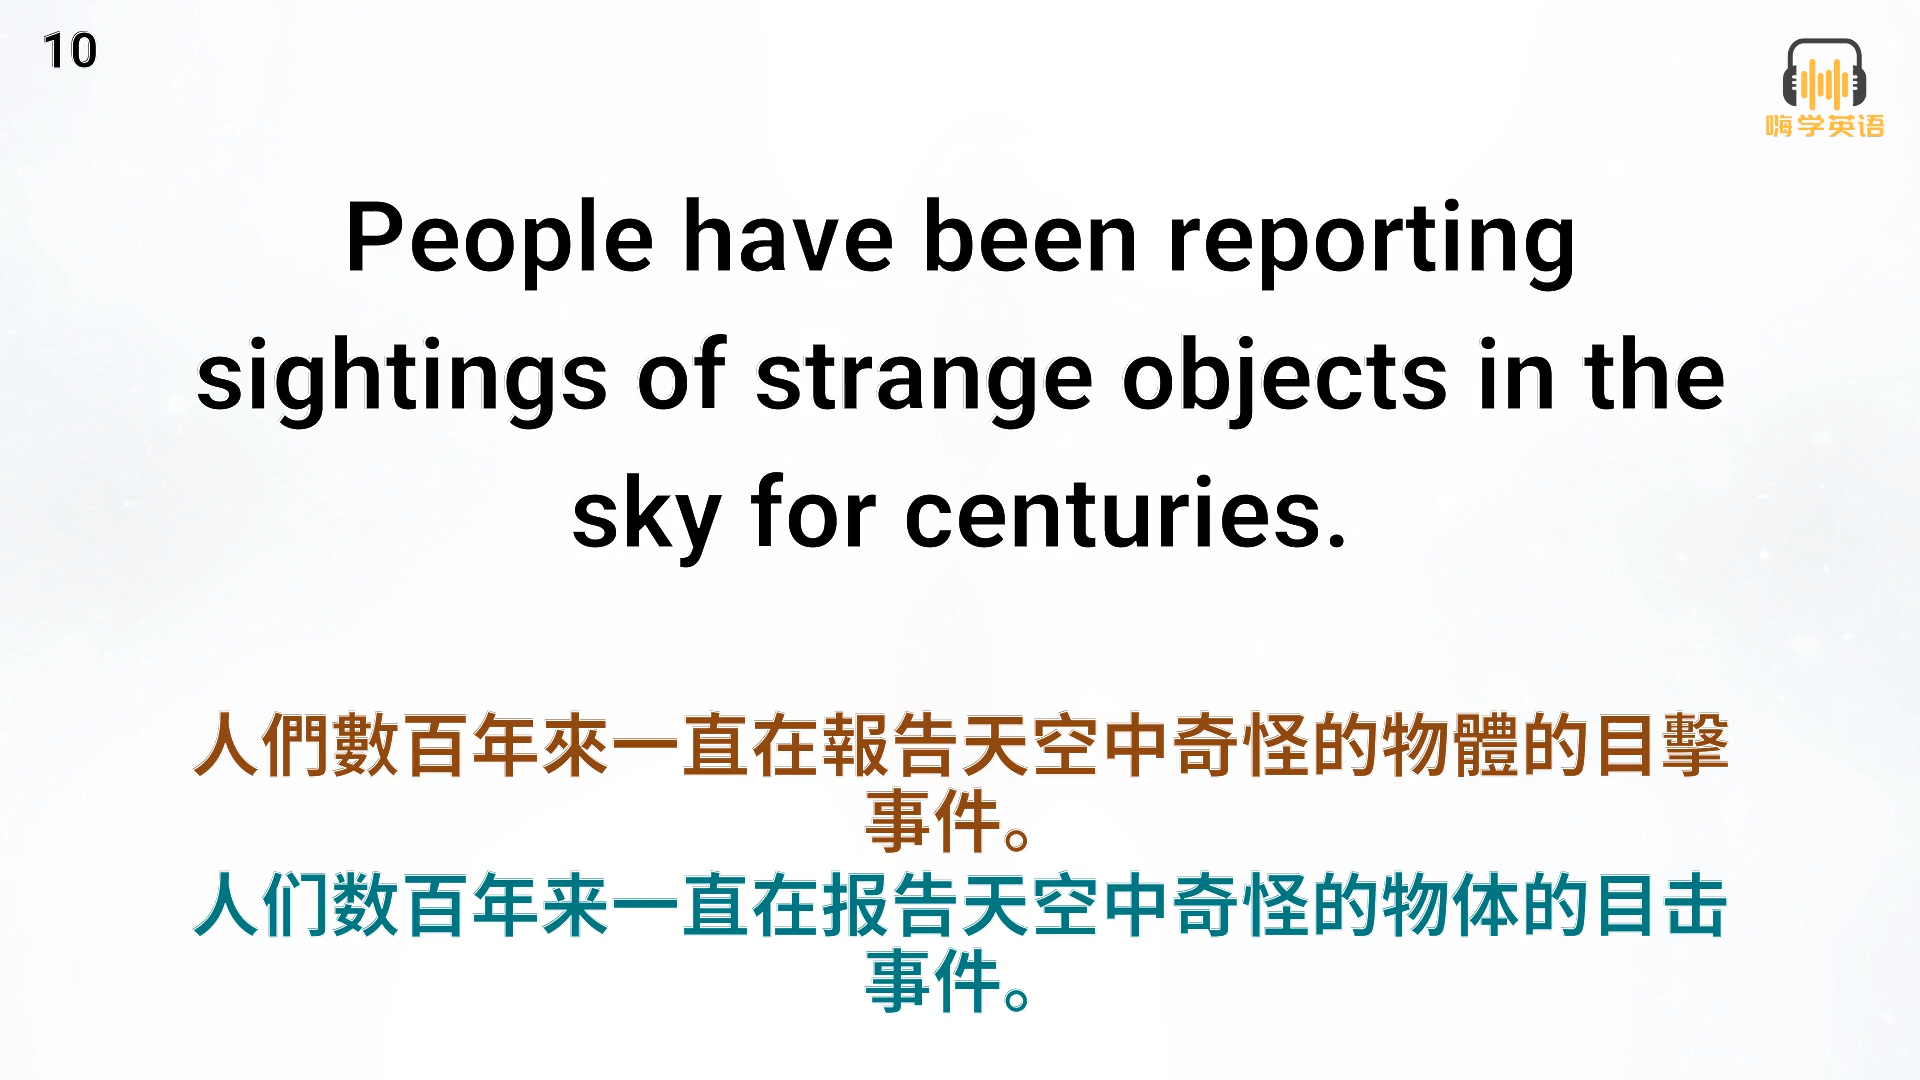 10
嗨学英语
People have been reporting
sightings of strange objects in the
sky for centuries.
人們數百年來一直在報告天空中奇怪的物體的目擊
事件。
人们数百年来一直在报告天空中奇怪的物体的目击
事件。